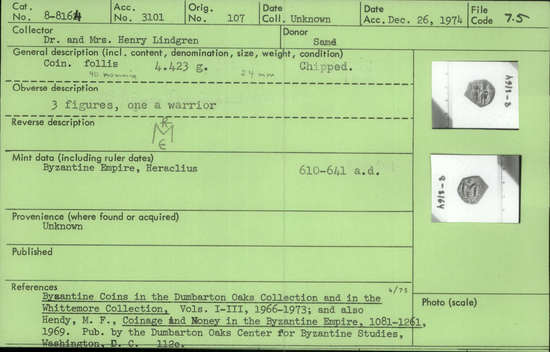 Cat. No. 8-8164 Acc. No. 3101 Orig. No. 107 Date Coll. Unknown Date Acc. Dec. 26, 1974 File Code 7.5
Collector Donor
Dr. and Mrs. Henry Lindgren Same
General description (incl. content, denomination, size, weight, condition)
Coin. follis 4.423 g. Chipped.
40 nummia 24 mm
Obverse description
3 figures, one a warrior
Reverse description
M
E
Mint data (including ruler dates)
Byzantine Empire, Heraclius 610-641 a.d.
Provenience (where found or acquired)
Unknown
Published
References 6/75
Byzantine Coins in the Dumbarton Oaks Collection and in the
Whittemore Collection, Vols. I-III, 1966-1973; and also
Hendy, M. F., Coinage and Money in the Byzantine Empire, 1081-1261,
1969. Pub. by the Dumbarton Oaks Center for Byzantine Studies,
Washington, D. C. 112c.
Photo (scale)
8-8164
8-8164